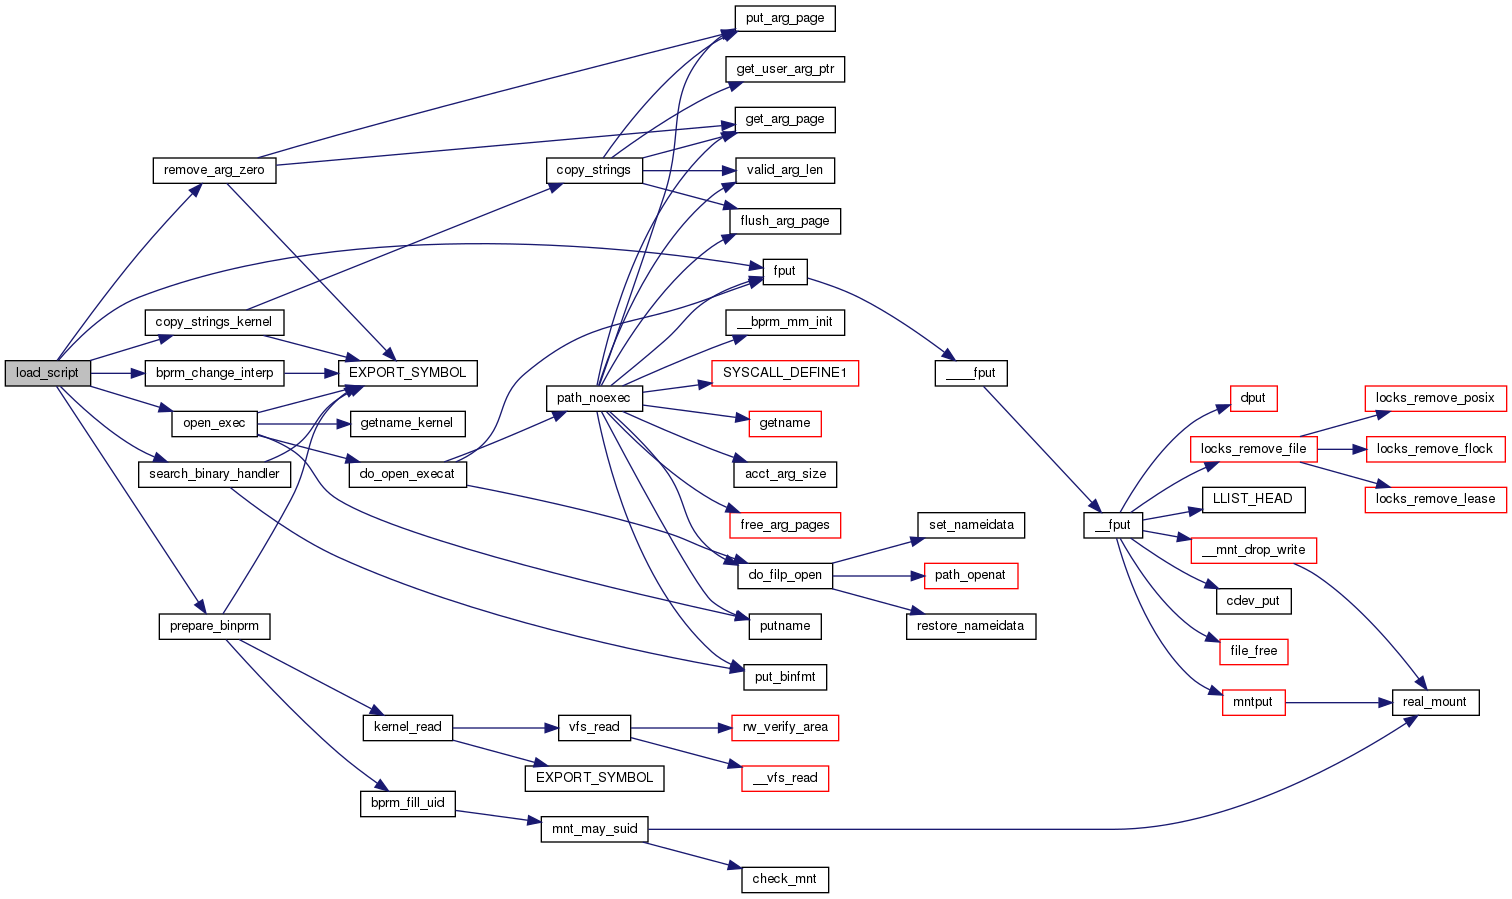 put_arg_page
get_user_arg_ptr
get_arg_page
remove_arg_zero
copy_strings
valid_arg_len
flush_arg_page
fput
copy_strings_kernel
__bprm_mm_init
load_script
bprm_change_interp
EXPORT_SYMBOL
SYSCALL_DEFINE1
____fput
path_noexec
dput
locks_remove_posix
open_exec
getname_kernel
getname
locks_remove_file
locks_remove_flock
search_binary_handler
do_open_execat
acct_arg_size
LLIST_HEAD
locks_remove_lease
free_arg_pages
set_nameidata
__fput
__mnt_drop_write
do_filp_open
path_openat
cdev_put
prepare_binprm
putname
restore_nameidata
file_free
put_binfmt
mntput
real_mount
kernel_read
vfs_read
rw_verify_area
EXPORT_SYMBOL
__vfs_read
bprm_fill_uid
mnt_may_suid
check_mnt